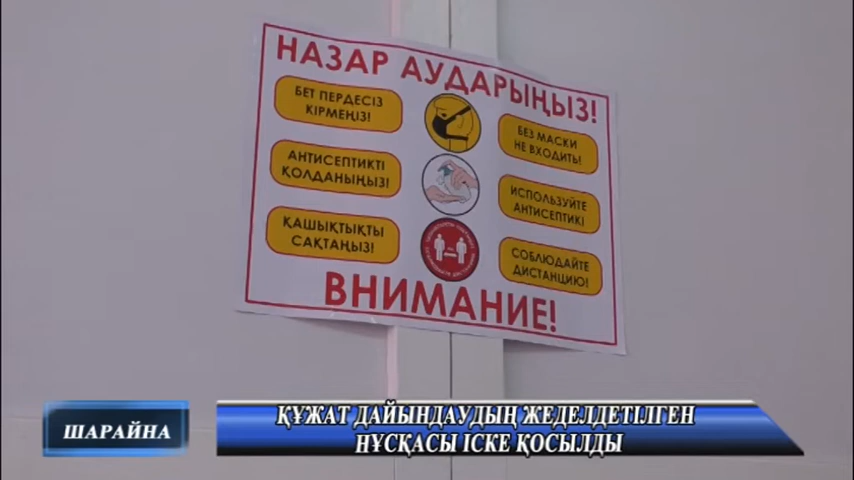 НАЗАР АУДАРЫҢЫЗ!
БЕТ ПЕРДЕСІЗ
КІРМЕҢІЗ!
БЕЗ МАСКИ
НЕ ВХОДИТЬ!
АНТИСЕПТИКТІ
ҚОЛДАНЫҢЫЗ!
ИСПОЛЬЗУЙТЕ
АНТИСЕПТИК!
ҚАШЫҚТЫҚТЫ
САҚТАҢЫЗ!
СОБЛЮДАЙТЕ
ДИСТАНЦИЮ!
ВНИМАНИЕ!
ШАРАЙНА
ҚҰЖАТ ДАЙЫНДАУДЫҢ ЖЕДЕЛДЕТІЛГЕН
НҰСҚАСЫ ІСКЕ ҚОСЫЛДЫ